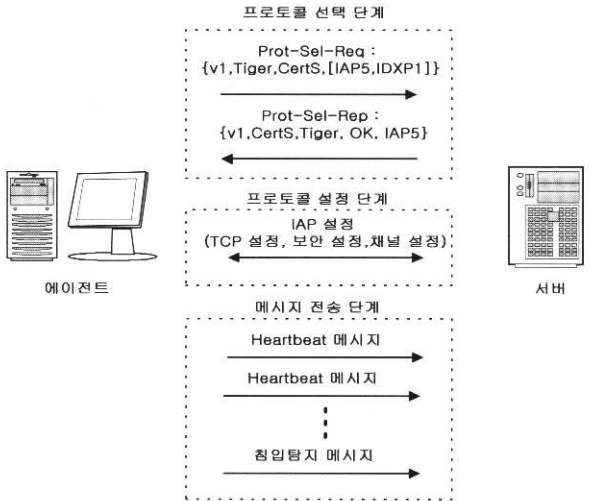 프로토콜 선택 단계
Prot-Sel-Req :
{v1,Tiger,CertS,[IAP5,IDXP1]}
Prot-Sel-Rep :
{v1,CertS,Tiger, OK, IAP5}
프로토콜 설정 단계
IAP 설정
(TCP 설정, 보안 설정,채널 설정)
에이전트
서버
메시지 전송 단계
Heartbeat 메시지
Heartbeat 메시지
침입탐지 메시지